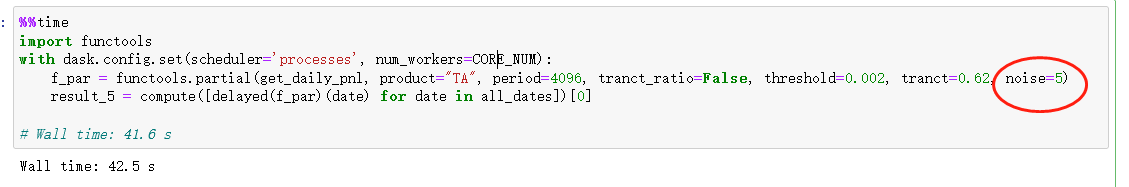 :
%%time
import functools
with dask.config.set(scheduler='processes', num_workers=CORE_NUM):
    f_par = functools.partial(get_daily_pnl, product="TA", period=4096, tranct_ratio=False, threshold=0.002, tranct=0.62, noise=5)
    result_5 = compute([delayed(f_par)(date) for date in all_dates])[0]
# Wall time: 41.6 s
Wall time: 42.5 s